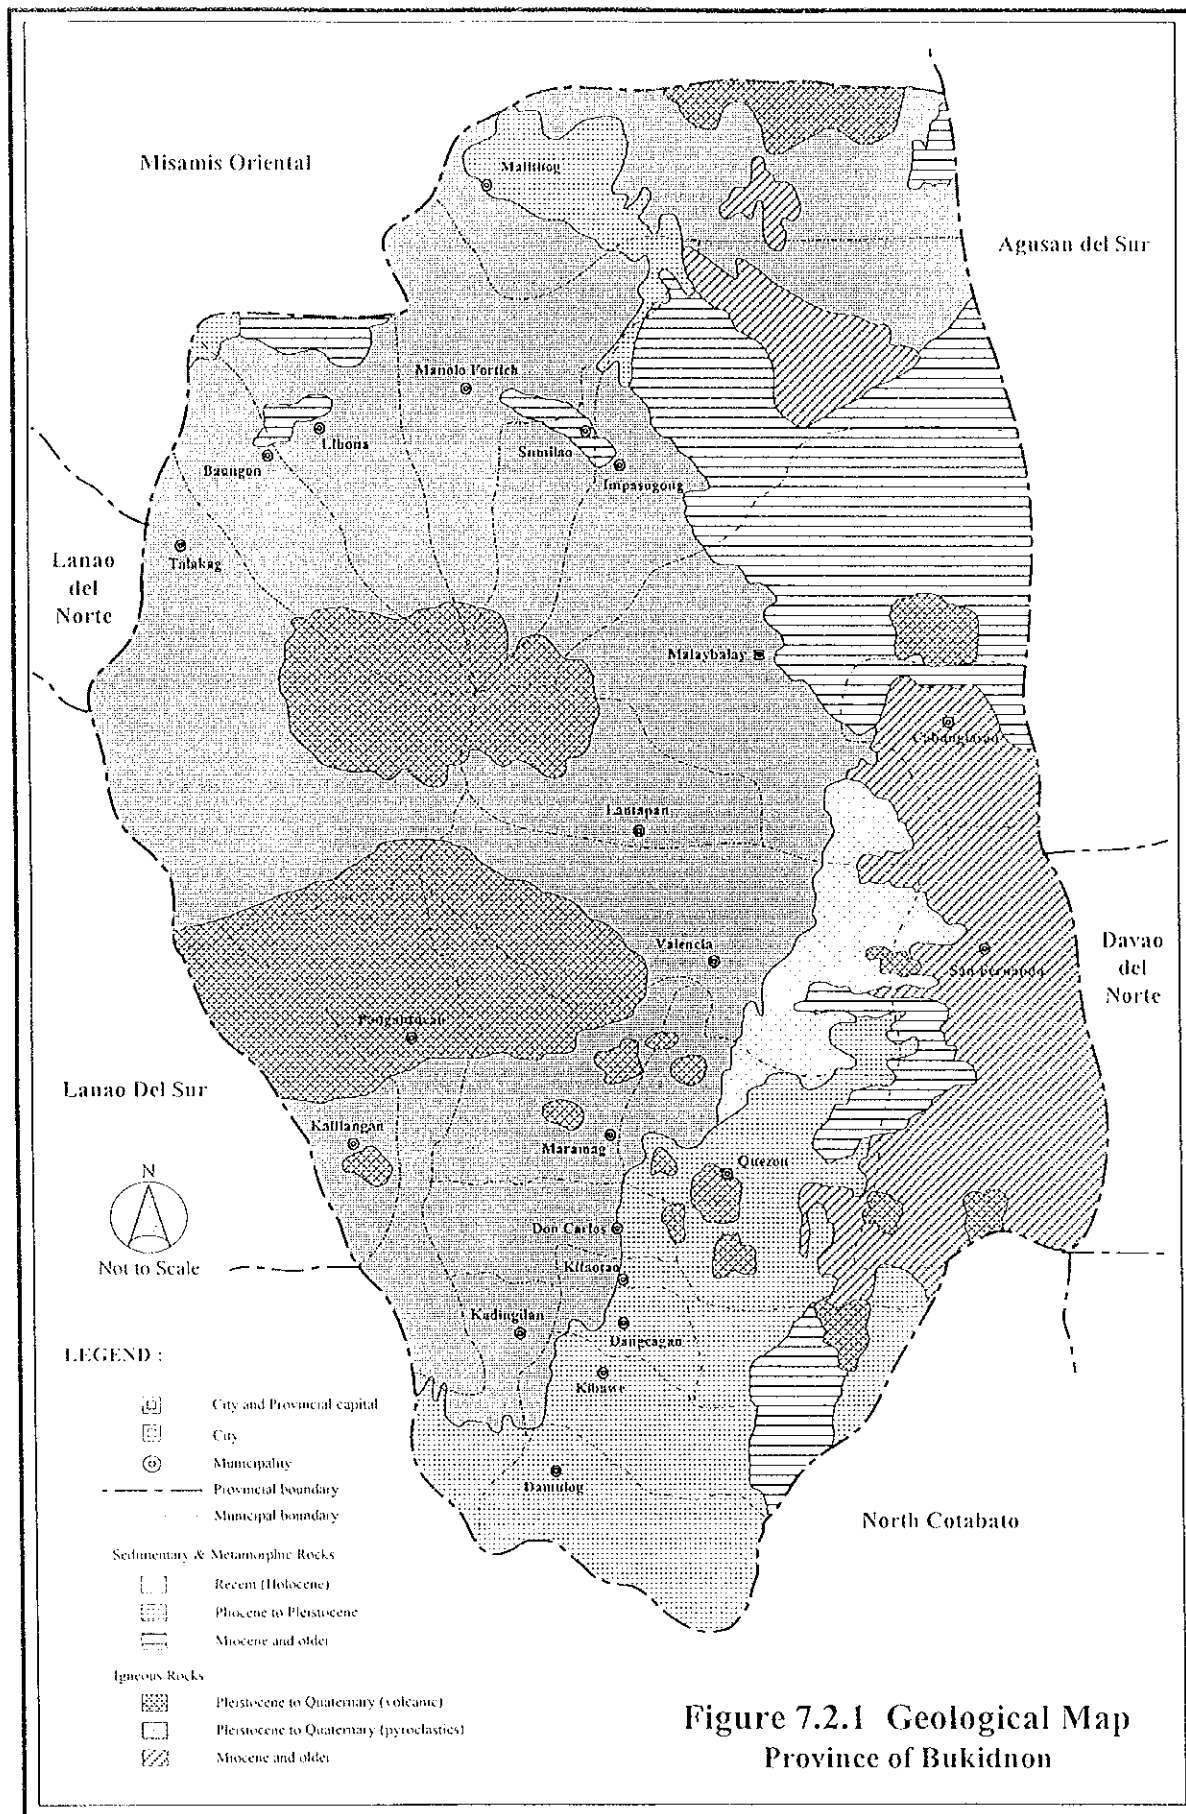 Misamis Oriental
Malitbog
Agusan del Sur
Manolo Fortich
Libona
Sumilao
Baungon
Impasugong
Talakag
Lanao
del
Norte
Malaybalay
Cabanglasan
Lantapan
Valencia
San Fernando
Davao
del
Norte
Pangantucan
Lanao Del Sur
Kalilangan
Maramag
Quezon
N
Not to Scale
Don Carlos
Kitaotao
Kadingilan
Dangcagan
Kibawe
Damulog
North Cotabato
LEGEND :
City and Provincial capital
City
Municipality
Provincial boundary
Municipal boundary
Sedimentary & Metamorphic Rocks
Recent (Holocene)
Pliocene to Pleistocene
Miocene and older
Igneous Rocks
Pleistocene to Quaternary (volcanic)
Pleistocene to Quaternary (pyroclastics)
Miocene and older
Figure 7.2.1 Geological Map
Province of Bukidnon